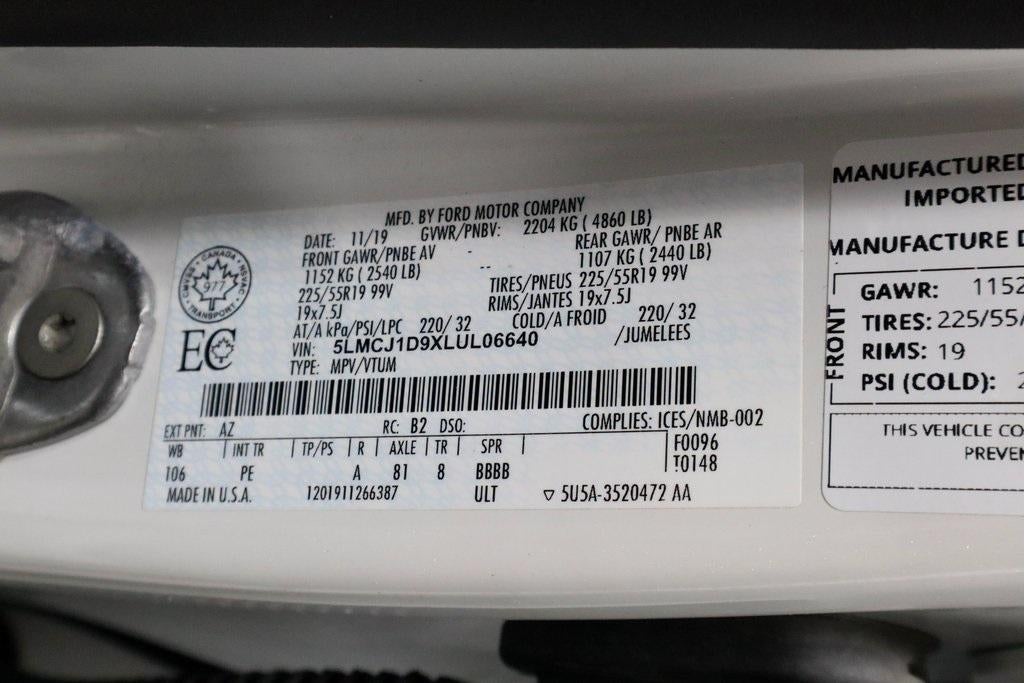 MFD. BY FORD MOTOR COMPANY
DATE: 11/19 GVWR/PNBV: 2204 KG ( 4860 LB)
FRONT GAWR/PNBE AV -- REAR GAWR/ PNBE AR
1152 KG ( 2540 LB) 1107 KG ( 2440 LB)
225/55R19 99V TIRES/PNEUS 225/55R19 99V
19x7.5J RIMS/JANTES 19x7.5J
AT/A kPa/PSI/LPC 220/ 32 COLD/A FROID 220/ 32
VIN: 5LMCJ1D9XLUL06640 /JUMELEES
TYPE: MPV/VTUM
CANADA
CMVSS NSVAC
977
TRANSPORT
EC
EXT PNT: AZ RC: B2 DSO: COMPLIES: ICES/NMB-002
WB INT TR TP/PS R AXLE TR SPR F0096
106 PE A 81 8 BBBB T0148
MADE IN U.S.A. 1201911266387 ULT ▽ 5U5A-3520472 AA
MANUFACTURED
IMPORTED
MANUFACTURE D
FRONT
GAWR: 1152
TIRES: 225/55/
RIMS: 19
PSI (COLD): 2
THIS VEHICLE CO
PREVEN